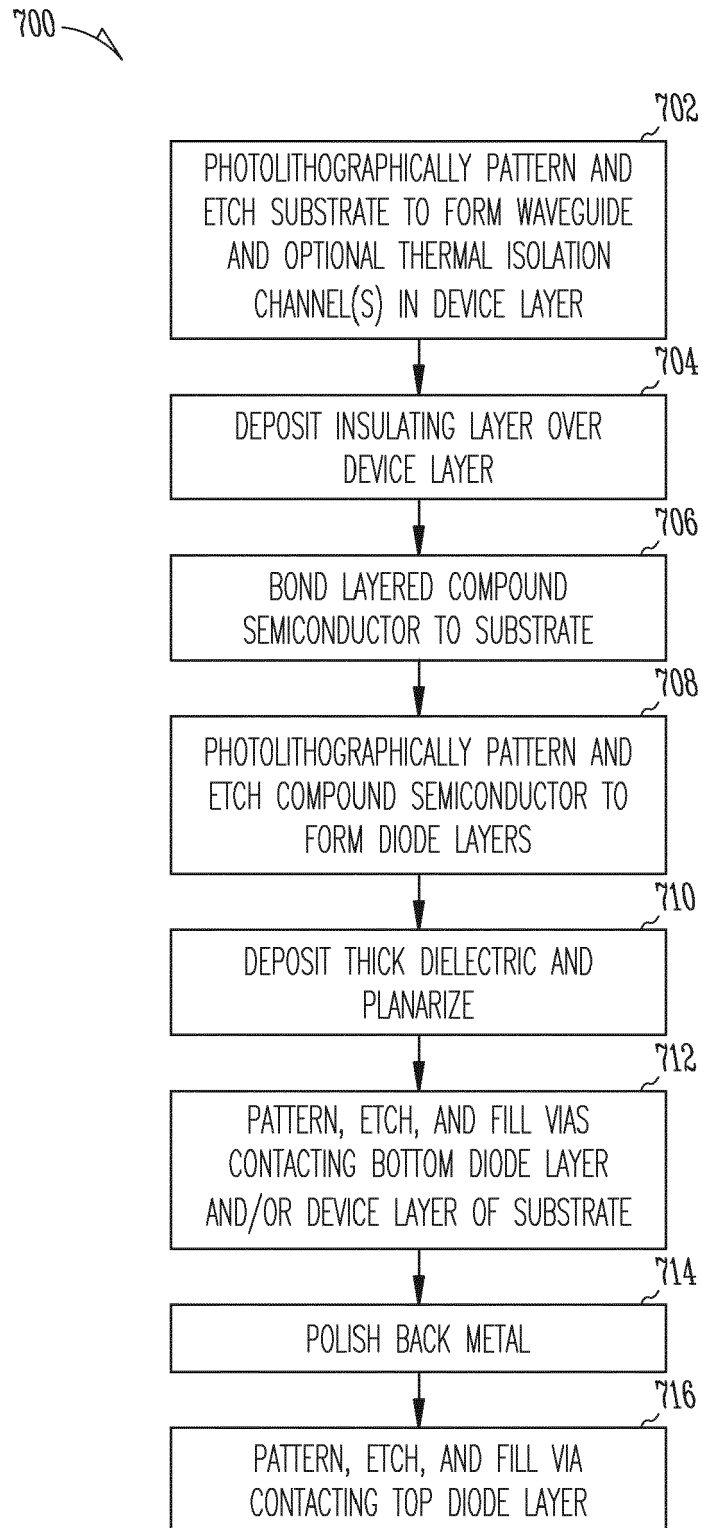 700
702
PHOTOLITHOGRAPHICALLY PATTERN AND
ETCH SUBSTRATE TO FORM WAVEGUIDE
AND OPTIONAL THERMAL ISOLATION
CHANNEL(S) IN DEVICE LAYER
704
DEPOSIT INSULATING LAYER OVER
DEVICE LAYER
706
BOND LAYERED COMPOUND
SEMICONDUCTOR TO SUBSTRATE
708
PHOTOLITHOGRAPHICALLY PATTERN AND
ETCH COMPOUND SEMICONDUCTOR TO
FORM DIODE LAYERS
710
DEPOSIT THICK DIELECTRIC AND
PLANARIZE
712
PATTERN, ETCH, AND FILL VIAS
CONTACTING BOTTOM DIODE LAYER
AND/OR DEVICE LAYER OF SUBSTRATE
714
POLISH BACK METAL
716
PATTERN, ETCH, AND FILL VIA
CONTACTING TOP DIODE LAYER